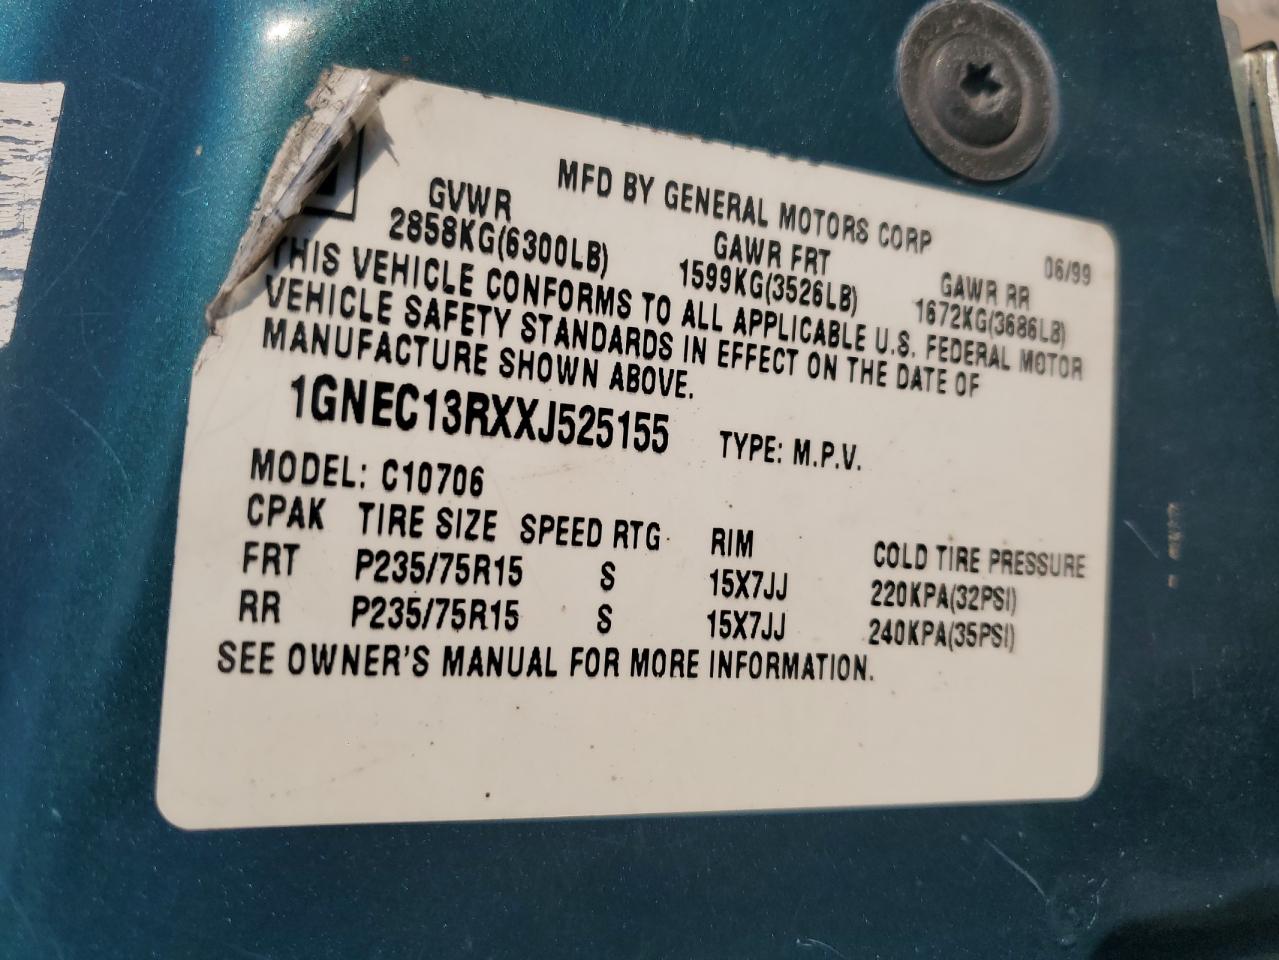 MFD BY GENERAL MOTORS CORP 06/99
GVWR GAWR FRT GAWR RR
2858KG(6300LB) 1599KG(3526LB) 1672KG(3686LB)
THIS VEHICLE CONFORMS TO ALL APPLICABLE U.S. FEDERAL MOTOR
VEHICLE SAFETY STANDARDS IN EFFECT ON THE DATE OF
MANUFACTURE SHOWN ABOVE.
1GNEC13RXXJ525155 TYPE: M.P.V.
MODEL: C10706
CPAK TIRE SIZE SPEED RTG RIM COLD TIRE PRESSURE
FRT P235/75R15 S 15X7JJ 220KPA(32PSI)
RR P235/75R15 S 15X7JJ 240KPA(35PSI)
SEE OWNER'S MANUAL FOR MORE INFORMATION.